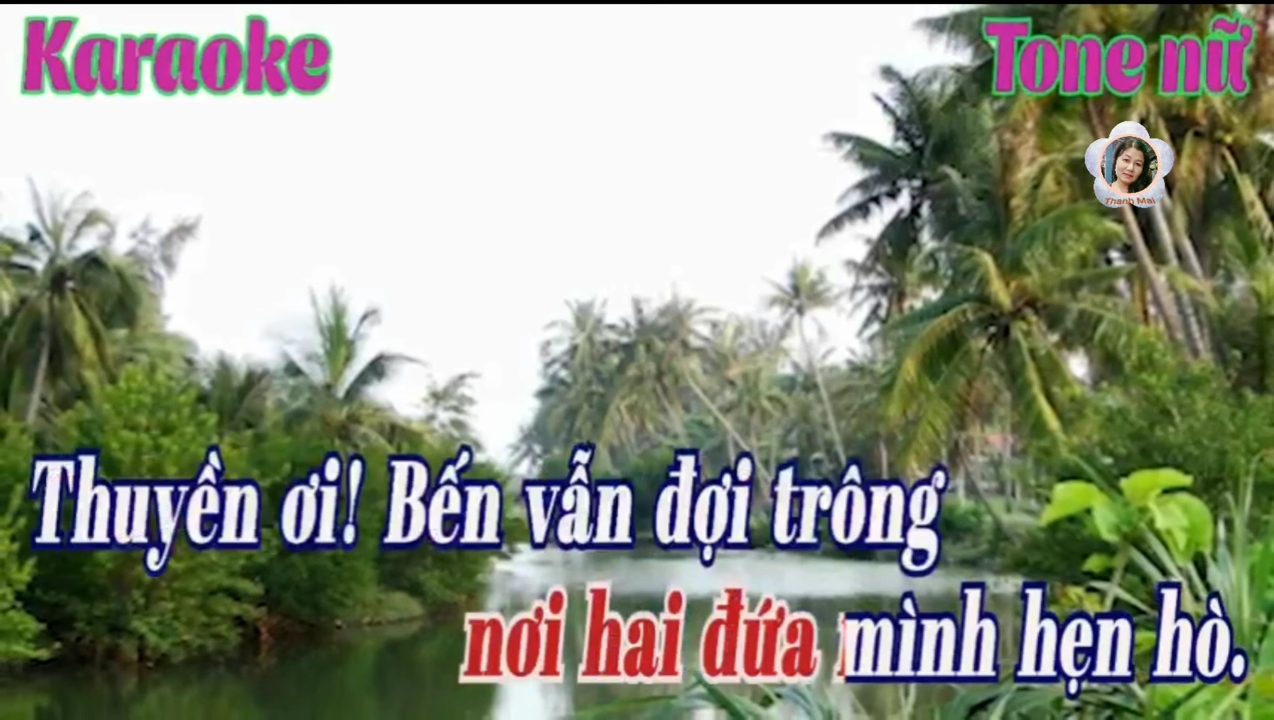 Karaoke
Tone nữ
Thanh Mai
Thuyền ơi! Bến vẫn đợi trông
nơi hai đứa mình hẹn hò.